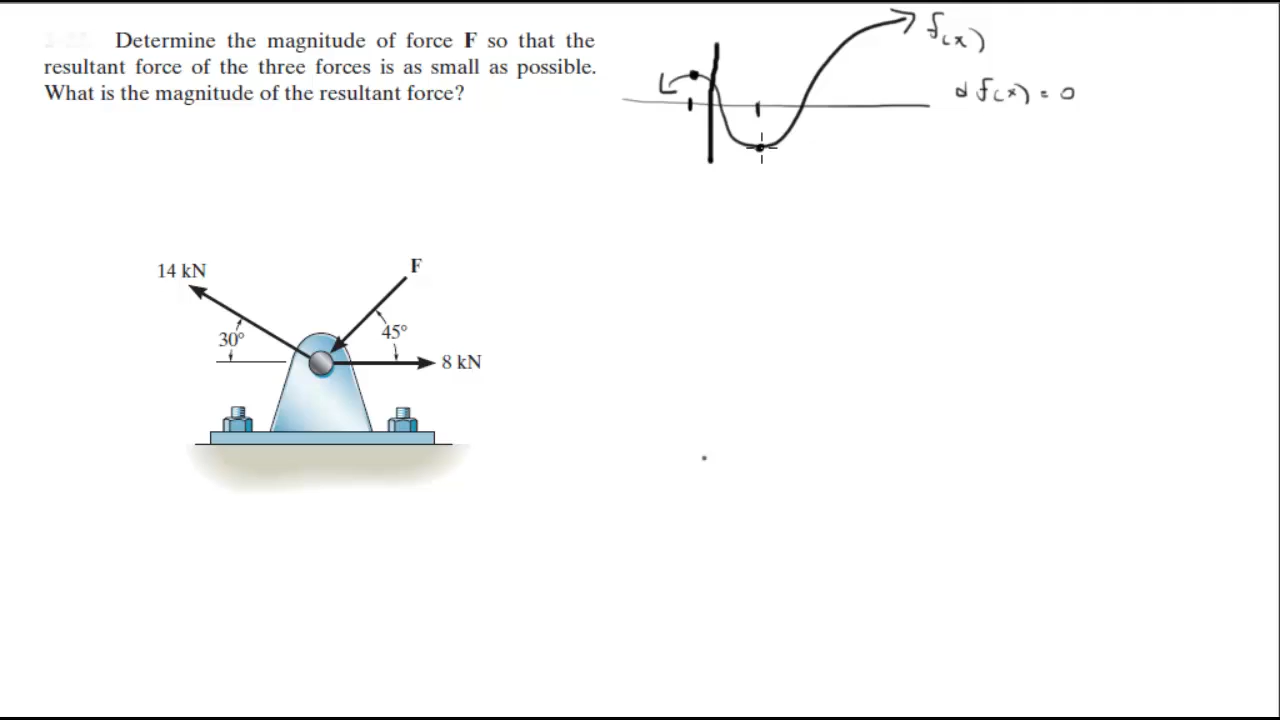 Determine the magnitude of force F so that the
resultant force of the three forces is as small as possible.
What is the magnitude of the resultant force?
f(x)
d f(x) = 0
14 kN
F
30°
45°
8 kN